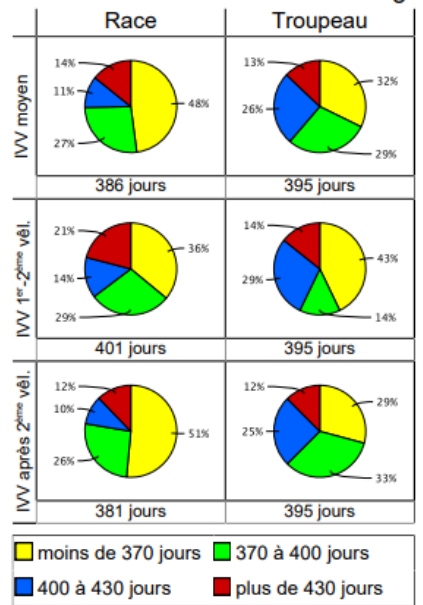 Race Troupeau
IVV moyen
14%
11%
27%
48%
13%
26%
32%
29%
386 jours 395 jours
IVV 1er-2ème vêl.
21%
14%
29%
36%
14%
29%
43%
14%
401 jours 395 jours
IVV après 2ème vêl.
12%
10%
26%
51%
12%
25%
29%
33%
381 jours 395 jours
moins de 370 jours 370 à 400 jours
400 à 430 jours plus de 430 jours